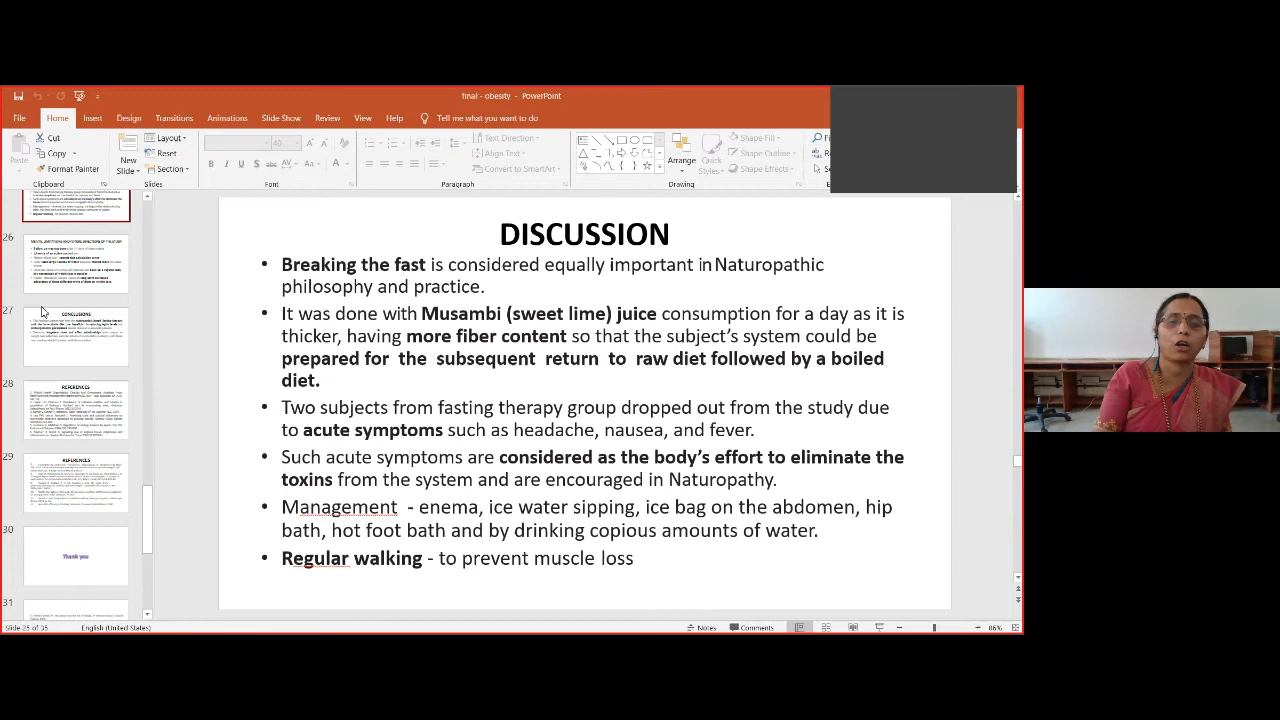 final - obesity - PowerPoint
File Home Insert Design Transitions Animations Slide Show Review View Help Tell me what you want to do
Cut Layout Text Direction Shape Fill
Paste Copy New Reset Align Text Arrange Quick Shape Outline
Format Painter Slide Section Convert to SmartArt Styles Shape Effects
Clipboard Slides Font Paragraph Drawing
DISCUSSION
• Breaking the fast is considered equally important in Naturopathic
philosophy and practice.
• It was done with Musambi (sweet lime) juice consumption for a day as it is
thicker, having more fiber content so that the subject's system could be
prepared for the subsequent return to raw diet followed by a boiled
diet.
• Two subjects from fasting therapy group dropped out from the study due
to acute symptoms such as headache, nausea, and fever.
• Such acute symptoms are considered as the body's effort to eliminate the
toxins from the system and are encouraged in Naturopathy.
• Management - enema, ice water sipping, ice bag on the abdomen, hip
bath, hot foot bath and by drinking copious amounts of water.
• Regular walking - to prevent muscle loss
26
27
CONCLUSIONS
28
REFERENCES
29
REFERENCES
30
Thank you
31
Slide 25 of 35 English (United States) Notes Comments 86%